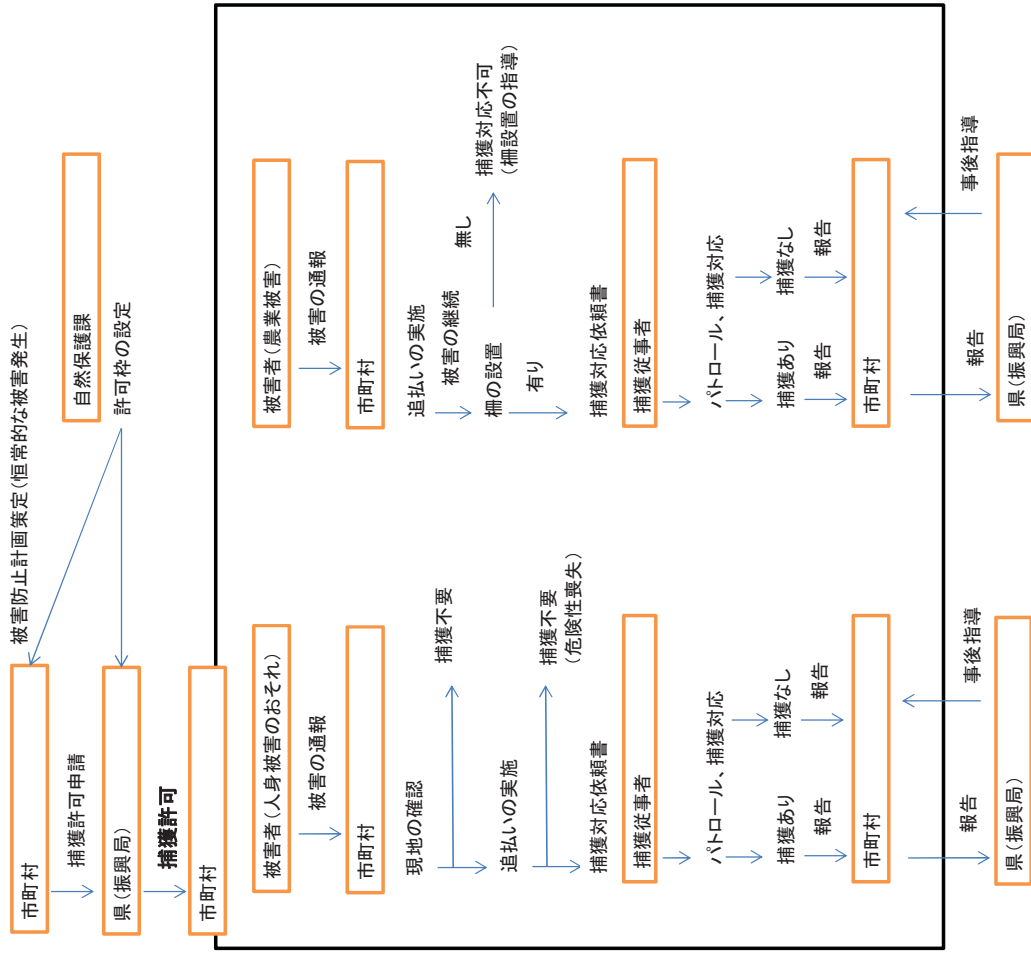 被害防止計画策定(恒常的な被害発生)
市町村
自然保護課
捕獲許可申請
許可枠の設定
県(振興局)
捕獲許可
市町村
被害者(人身被害のおそれ)
被害の通報
市町村
現地の確認
捕獲不要
追払いの実施
捕獲不要
(危険性喪失)
捕獲対応依頼書
捕獲従事者
パトロール、捕獲対応
捕獲あり
捕獲なし
報告
報告
市町村
報告
事後指導
県(振興局)
被害者(農業被害)
被害の通報
市町村
追払いの実施
被害の継続
柵の設置
無し
捕獲対応不可
(柵設置の指導)
有り
捕獲対応依頼書
捕獲従事者
パトロール、捕獲対応
捕獲あり
捕獲なし
報告
報告
市町村
報告
事後指導
県(振興局)